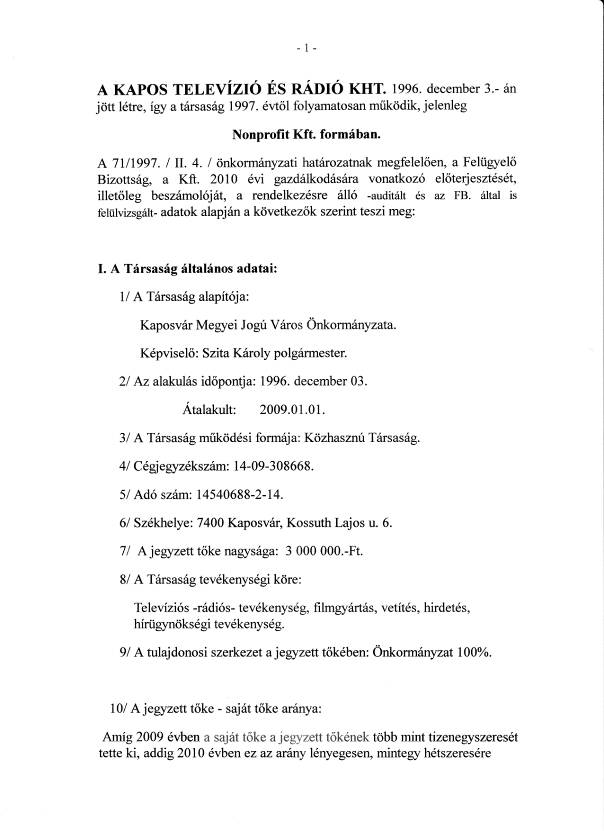 - 1 -
A KAPOS TELEVÍZIÓ ÉS RÁDIÓ KHT. 1996. december 3.- án
jött létre, így a társaság 1997. évtől folyamatosan működik, jelenleg
Nonprofit Kft. formában.
A 71/1997. / II. 4. / önkormányzati határozatnak megfelelően, a Felügyelő
Bizottság, a Kft. 2010 évi gazdálkodására vonatkozó előterjesztését,
illetőleg beszámolóját, a rendelkezésre álló -auditált és az FB. által is
felülvizsgált- adatok alapján a következők szerint teszi meg:
I. A Társaság általános adatai:
1/ A Társaság alapítója:
Kaposvár Megyei Jogú Város Önkormányzata.
Képviselő: Szita Károly polgármester.
2/ Az alakulás időpontja: 1996. december 03.
Átalakult: 2009.01.01.
3/ A Társaság működési formája: Közhasznú Társaság.
4/ Cégjegyzékszám: 14-09-308668.
5/ Adó szám: 14540688-2-14.
6/ Székhelye: 7400 Kaposvár, Kossuth Lajos u. 6.
7/ A jegyzett tőke nagysága: 3 000 000.-Ft.
8/ A Társaság tevékenységi köre:
Televíziós -rádiós- tevékenység, filmgyártás, vetítés, hirdetés,
hírügynökségi tevékenység.
9/ A tulajdonosi szerkezet a jegyzett tőkében: Önkormányzat 100%.
10/ A jegyzett tőke - saját tőke aránya:
Amíg 2009 évben a saját tőke a jegyzett tőkének több mint tizenegyszeresét
tette ki, addig 2010 évben ez az arány lényegesen, mintegy hétszeresére